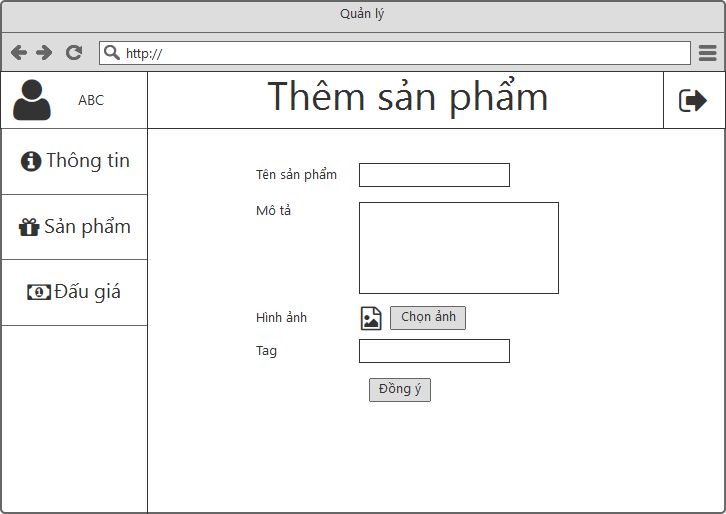 Quản lý
http://
ABC
Thêm sản phẩm
Thông tin
Sản phẩm
Đấu giá
Tên sản phẩm
Mô tả
Hình ảnh
Chọn ảnh
Tag
Đồng ý